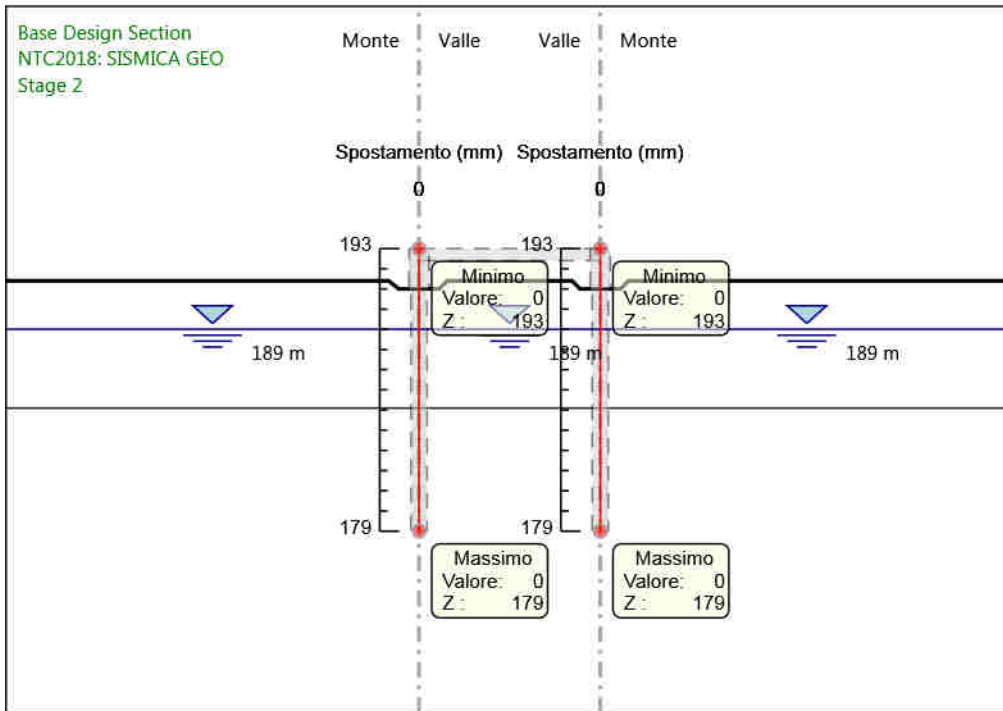 Base Design Section
NTC2018: SISMICA GEO
Stage 2
Monte Valle Valle Monte
Spostamento (mm) Spostamento (mm)
0 0
193 193
Minimo
Valore: 0
Z : 193
Minimo
Valore: 0
Z : 193
189 m 189 m 189 m
179 179
Massimo
Valore: 0
Z : 179
Massimo
Valore: 0
Z : 179